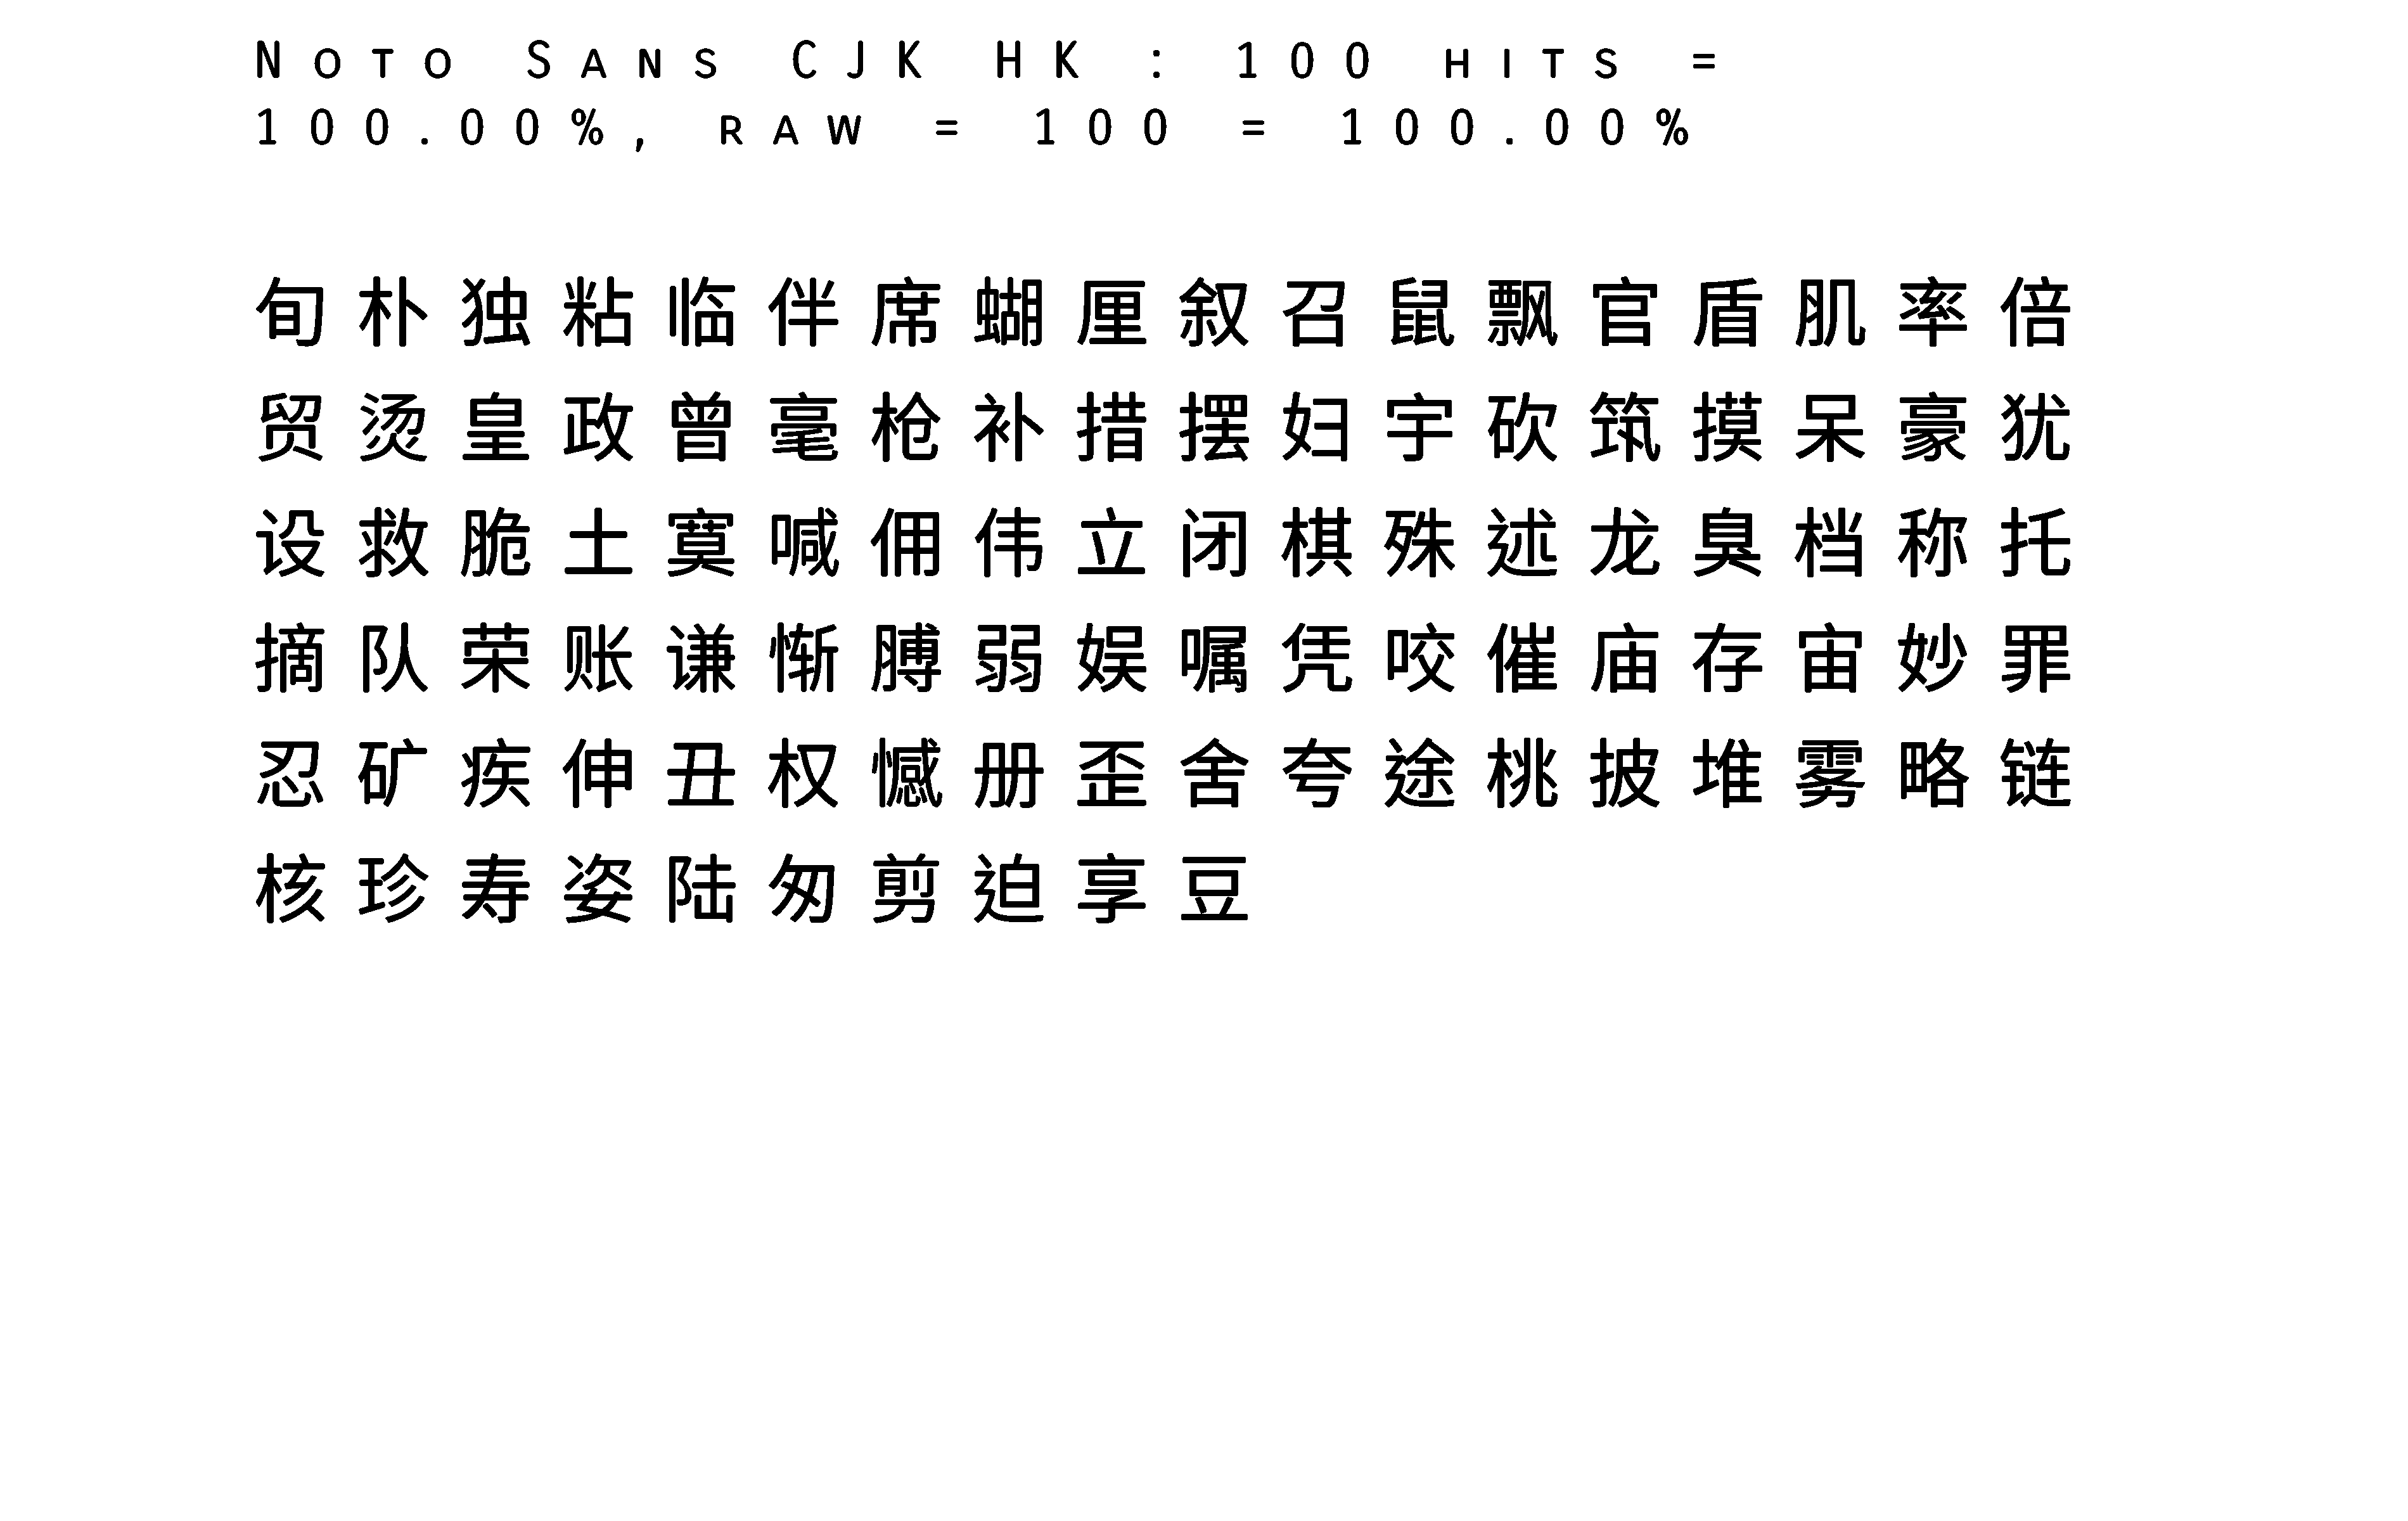 Noto Sans CJK HK : 100 hits =
100.00%, raw = 100 = 100.00%
旬朴独粘临伴席蝴厘叙召鼠飘官盾肌率倍
贸烫皇政曾毫枪补措摆妇宇砍筑摸呆豪犹
设救脆土寞喊佣伟立闭棋殊述龙臭档称托
摘队荣账谦惭膊弱娱嘱凭咬催庙存宙妙罪
忍矿疾伸丑权憾册歪舍夸途桃披堆雾略链
核珍寿姿陆匆剪迫享豆